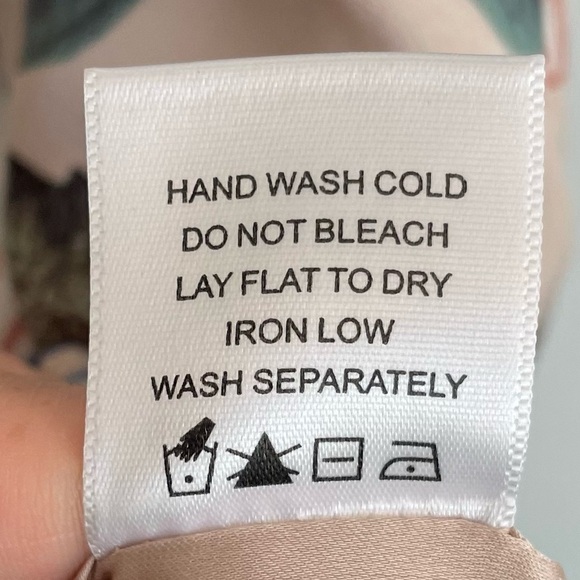 HAND WASH COLD
DO NOT BLEACH
LAY FLAT TO DRY
IRON LOW
WASH SEPARATELY